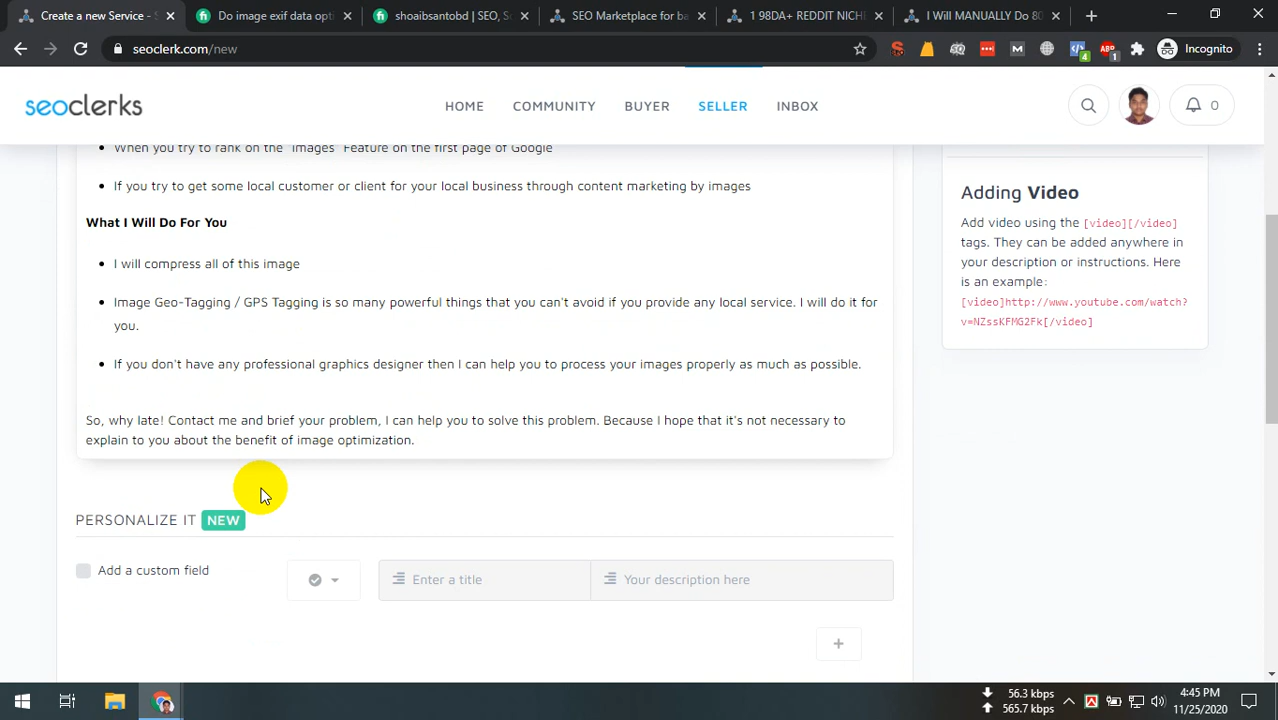 Create a new Service -
Do image exif data opti
shoaibsantobd | SEO, So
SEO Marketplace for ba
1 98DA+ REDDIT NICH
I Will MANUALLY Do 80
seoclerk.com/new
4
1
Incognito
seoclerks
HOME
COMMUNITY
BUYER
SELLER
INBOX
0
When you try to rank on the "Images" Feature on the first page of Google
If you try to get some local customer or client for your local business through content marketing by images
What I Will Do For You
I will compress all of this image
Image Geo-Tagging / GPS Tagging is so many powerful things that you can't avoid if you provide any local service. I will do it for
you.
If you don't have any professional graphics designer then I can help you to process your images properly as much as possible.
So, why late! Contact me and brief your problem, I can help you to solve this problem. Because I hope that it's not necessary to
explain to you about the benefit of image optimization.
Adding Video
Add video using the [video][/video]
tags. They can be added anywhere in
your description or instructions. Here
is an example:
[video]http://www.youtube.com/watch?
v=NZssKFMG2Fk[/video]
PERSONALIZE IT NEW
Add a custom field
Enter a title
Your description here
+
56.3 kbps
565.7 kbps
4:45 PM
11/25/2020